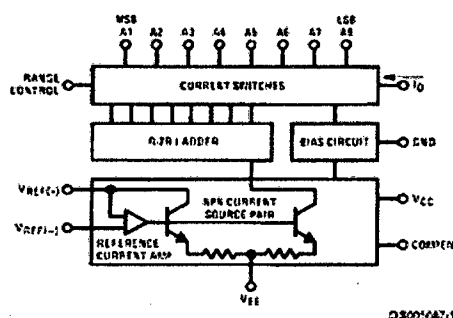 MSB LSB
A1 A2 A3 A4 A5 A6 A7 A8
RANGE
CONTROL
CURRENT SWITCHES
I0
R-2R LADDER
BIAS CIRCUIT
GND
VREF(+)
NPN CURRENT
SOURCE PAIR
VCC
VREF(−)
REFERENCE
CURRENT AMP
COMPEN
VEE